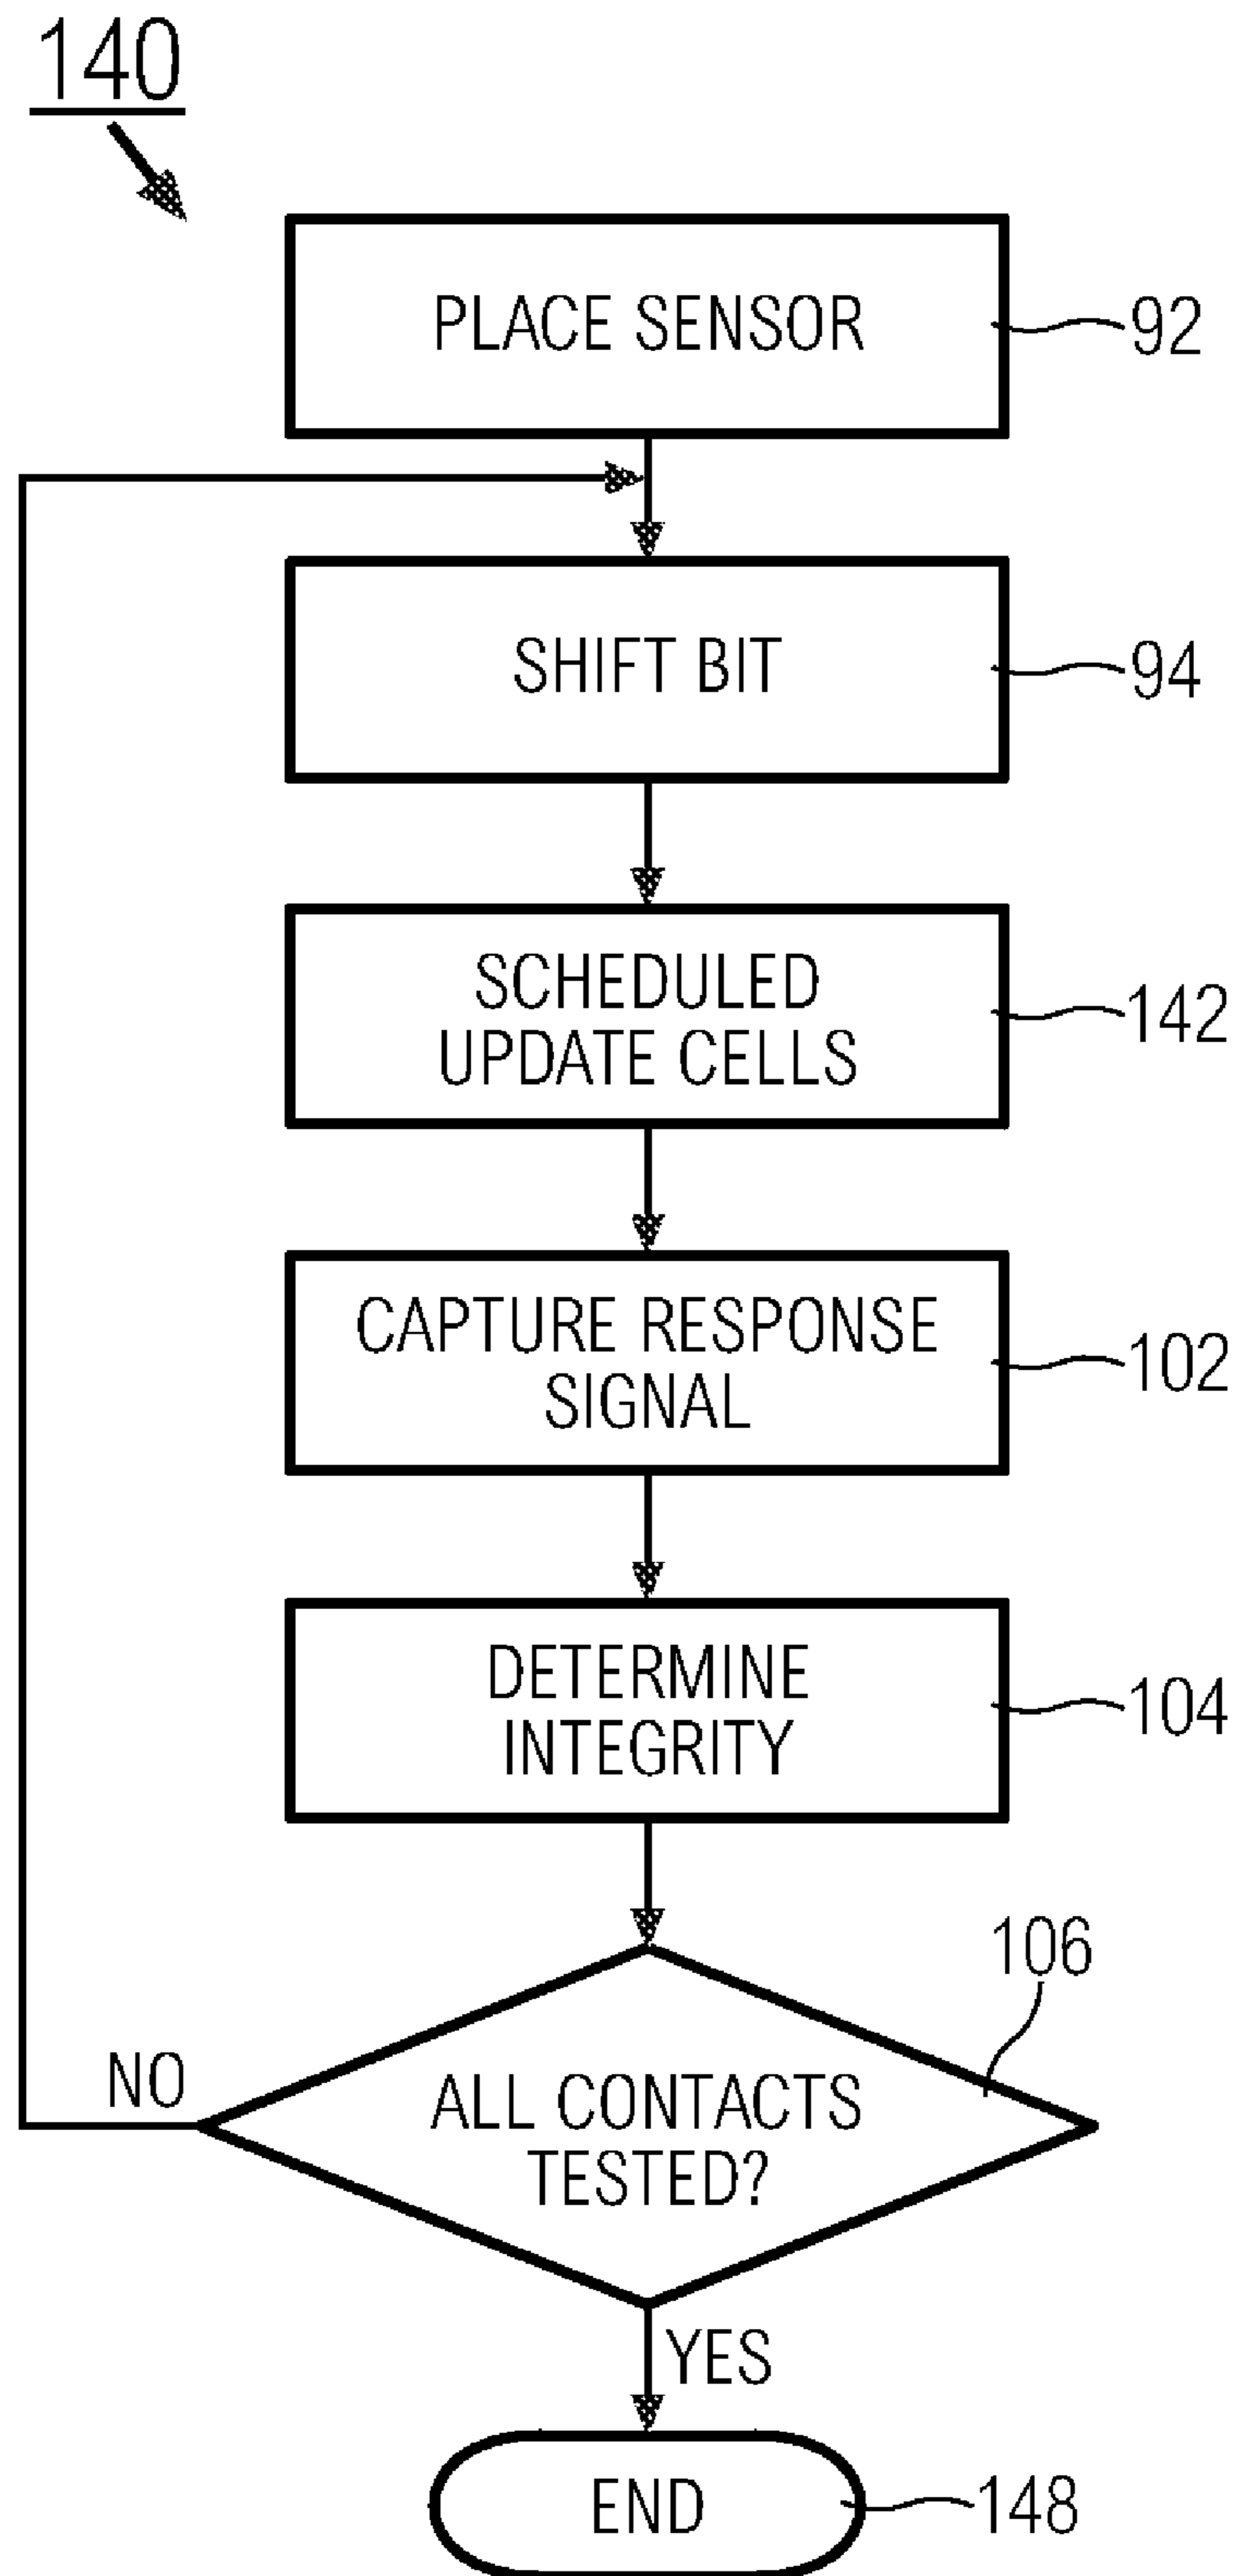 140
PLACE SENSOR
92
SHIFT BIT
94
SCHEDULED
UPDATE CELLS
142
CAPTURE RESPONSE
SIGNAL
102
DETERMINE
INTEGRITY
104
106
NO
ALL CONTACTS
TESTED?
YES
END
148